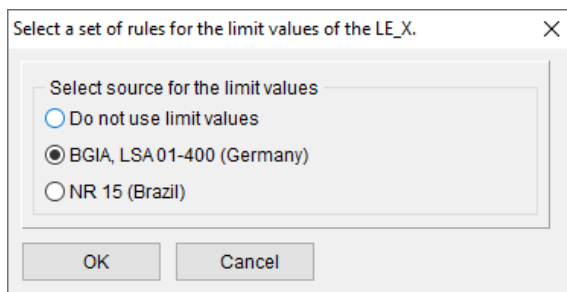 Select a set of rules for the limit values of the LE_X.
Select source for the limit values
Do not use limit values
BGIA, LSA 01-400 (Germany)
NR 15 (Brazil)
OK Cancel